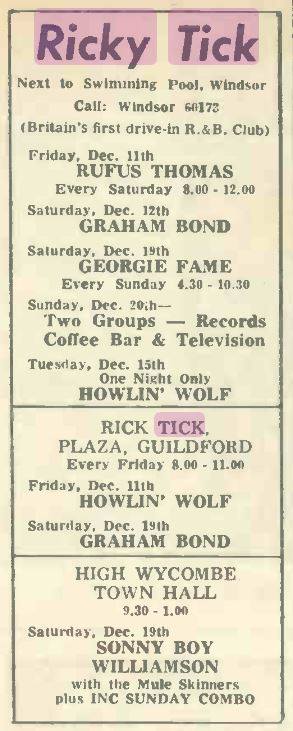 Ricky Tick
Next to Swimming Pool, Windsor
Call: Windsor 60173
(Britain's first drive-in R.&B. Club)
Friday, Dec. 11th
RUFUS THOMAS
Every Saturday 8.00 - 12.00
Saturday, Dec. 12th
GRAHAM BOND
Saturday, Dec. 19th
GEORGIE FAME
Every Sunday 4.30 - 10.30
Sunday, Dec. 20th—
Two Groups — Records
Coffee Bar & Television
Tuesday, Dec. 15th
One Night Only
HOWLIN' WOLF
RICK TICK,
PLAZA, GUILDFORD
Every Friday 8.00 - 11.00
Friday, Dec. 11th
HOWLIN' WOLF
Saturday, Dec. 19th
GRAHAM BOND
HIGH WYCOMBE
TOWN HALL
9.30 - 1.00
Saturday, Dec. 19th
SONNY BOY
WILLIAMSON
with the Mule Skinners
plus INC SUNDAY COMBO